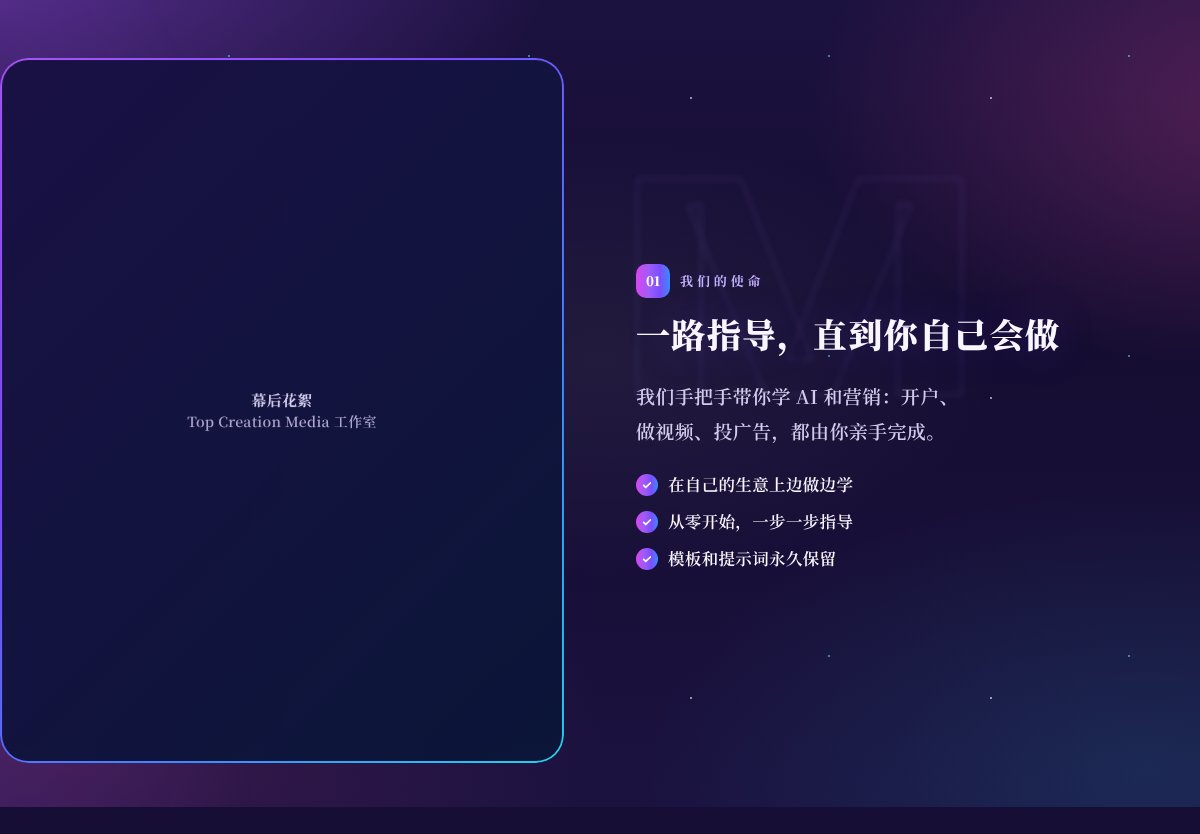 幕后花絮
Top Creation Media 工作室
M
01 我们的使命
一路指导，直到你自己会做
我们手把手带你学 AI 和营销：开户、
做视频、投广告，都由你亲手完成。
在自己的生意上边做边学
从零开始，一步一步指导
模板和提示词永久保留